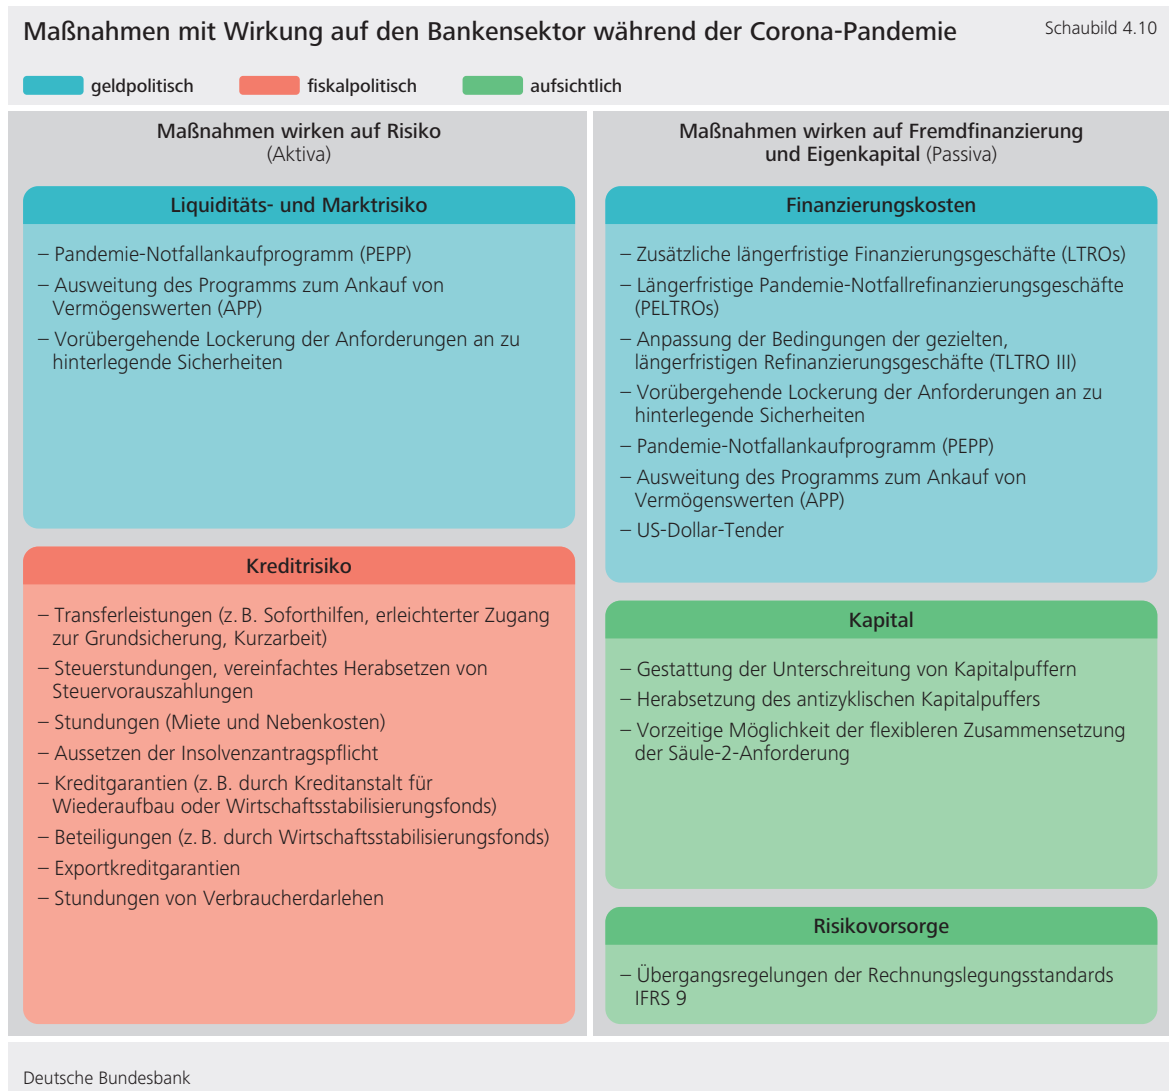 Maßnahmen mit Wirkung auf den Bankensektor während der Corona-Pandemie
Schaubild 4.10
geldpolitisch
fiskalpolitisch
aufsichtlich
Maßnahmen wirken auf Risiko
(Aktiva)
Liquiditäts- und Marktrisiko
– Pandemie-Notfallankaufprogramm (PEPP)
– Ausweitung des Programms zum Ankauf von
Vermögenswerten (APP)
– Vorübergehende Lockerung der Anforderungen an zu
hinterlegende Sicherheiten
Kreditrisiko
– Transferleistungen (z. B. Soforthilfen, erleichterter Zugang
zur Grundsicherung, Kurzarbeit)
– Steuerstundungen, vereinfachtes Herabsetzen von
Steuervorauszahlungen
– Stundungen (Miete und Nebenkosten)
– Aussetzen der Insolvenzantragspflicht
– Kreditgarantien (z. B. durch Kreditanstalt für
Wiederaufbau oder Wirtschaftsstabilisierungsfonds)
– Beteiligungen (z. B. durch Wirtschaftsstabilisierungsfonds)
– Exportkreditgarantien
– Stundungen von Verbraucherdarlehen
Maßnahmen wirken auf Fremdfinanzierung
und Eigenkapital (Passiva)
Finanzierungskosten
– Zusätzliche längerfristige Finanzierungsgeschäfte (LTROs)
– Längerfristige Pandemie-Notfallrefinanzierungsgeschäfte
(PELTROs)
– Anpassung der Bedingungen der gezielten,
längerfristigen Refinanzierungsgeschäfte (TLTRO III)
– Vorübergehende Lockerung der Anforderungen an zu
hinterlegende Sicherheiten
– Pandemie-Notfallankaufprogramm (PEPP)
– Ausweitung des Programms zum Ankauf von
Vermögenswerten (APP)
– US-Dollar-Tender
Kapital
– Gestattung der Unterschreitung von Kapitalpuffern
– Herabsetzung des antizyklischen Kapitalpuffers
– Vorzeitige Möglichkeit der flexibleren Zusammensetzung
der Säule-2-Anforderung
Risikovorsorge
– Übergangsregelungen der Rechnungslegungsstandards
IFRS 9
Deutsche Bundesbank